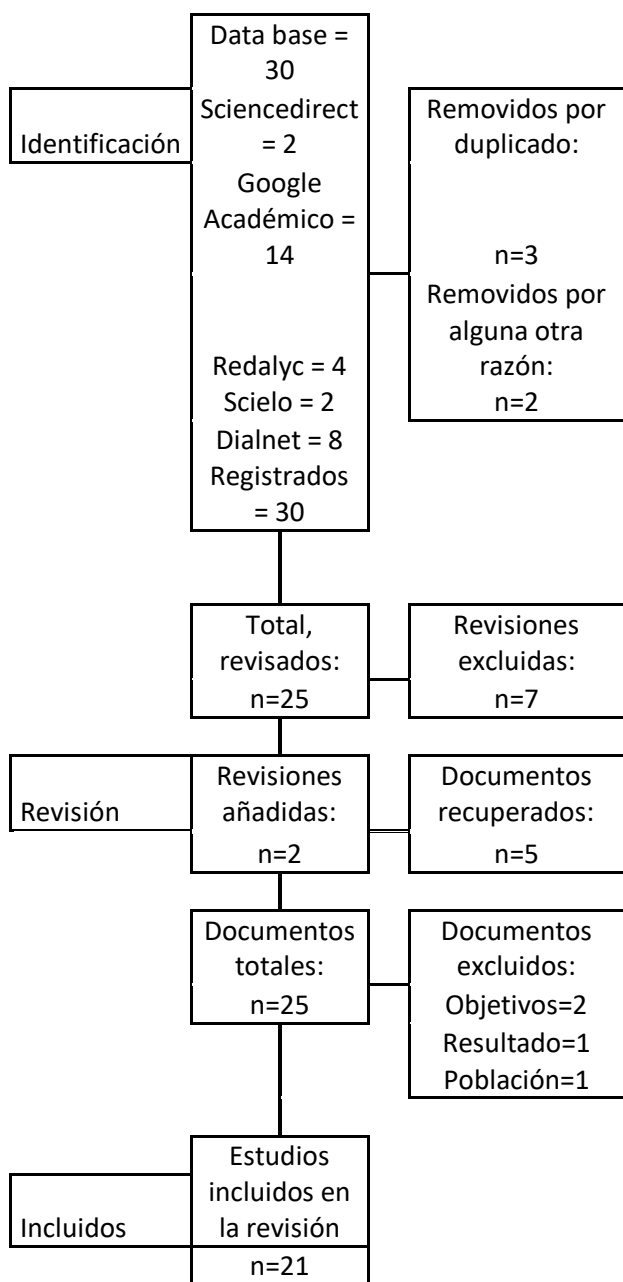 Identificación
Data base =
30
Sciencedirect
= 2
Google
Académico =
14
Redalyc = 4
Scielo = 2
Dialnet = 8
Registrados
= 30
Removidos por
duplicado:
n=3
Removidos por
alguna otra
razón:
n=2
Total,
revisados:
n=25
Revisiones
excluidas:
n=7
Revisión
Revisiones
añadidas:
n=2
Documentos
recuperados:
n=5
Documentos
totales:
n=25
Documentos
excluidos:
Objetivos=2
Resultado=1
Población=1
Incluidos
Estudios
incluidos en
la revisión
n=21